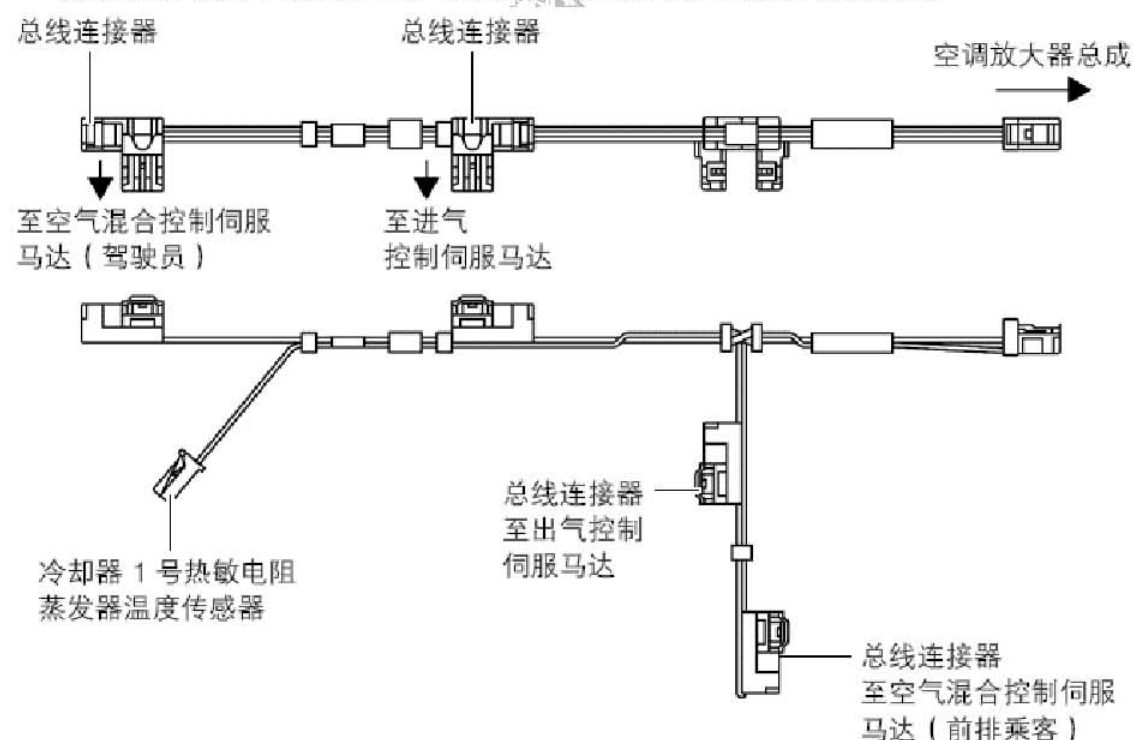 总线连接器
总线连接器
空调放大器总成
至空气混合控制伺服
马达（驾驶员）
至进气
控制伺服马达
总线连接器
至出气控制
伺服马达
冷却器 1 号热敏电阻
蒸发器温度传感器
总线连接器
至空气混合控制伺服
马达（前排乘客）